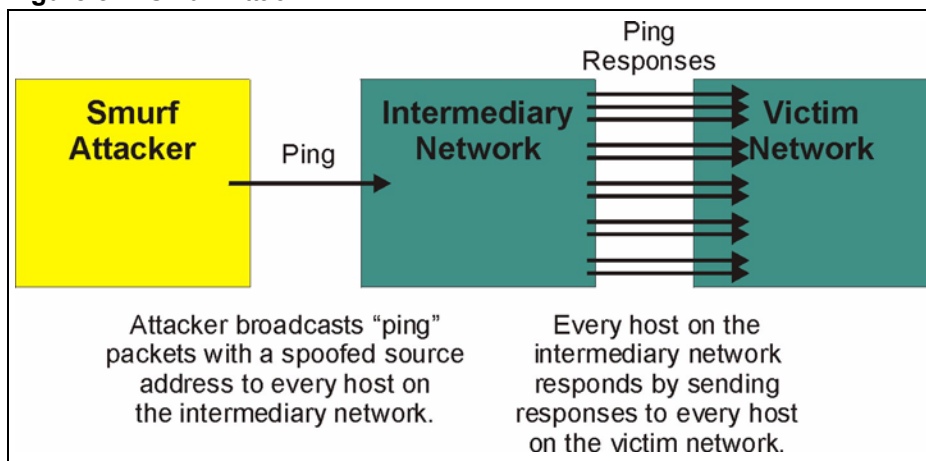 Ping
Responses
Smurf
Attacker
Ping
Intermediary
Network
Victim
Network
Attacker broadcasts “ping”
packets with a spoofed source
address to every host on
the intermediary network.
Every host on the
intermediary network
responds by sending
responses to every host
on the victim network.